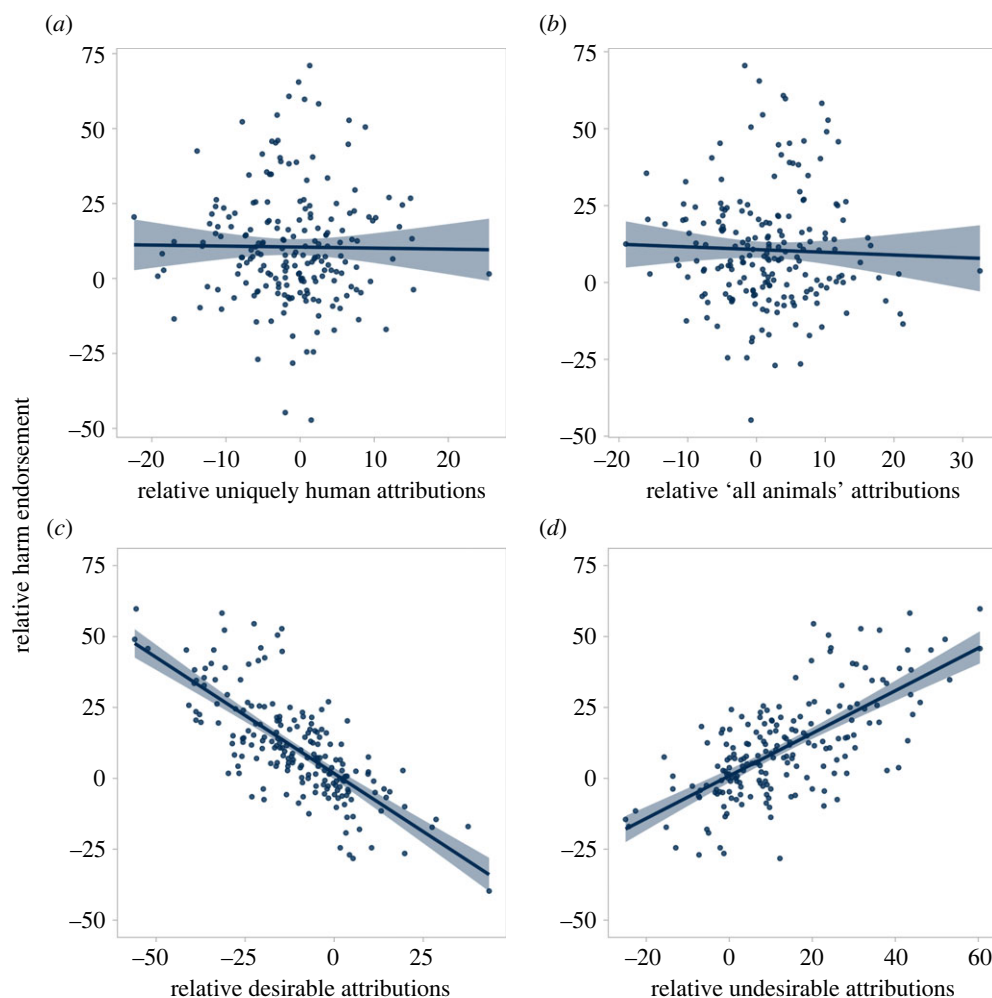 (a)
75
50
25
0
−25
−50
−20 −10 0 10 20
relative uniquely human attributions
(b)
75
50
25
0
−25
−50
−20 −10 0 10 20 30
relative ‘all animals’ attributions
relative harm endorsement
(c)
75
50
25
0
−25
−50
−50 −25 0 25
relative desirable attributions
(d)
75
50
25
0
−25
−50
−20 0 20 40 60
relative undesirable attributions